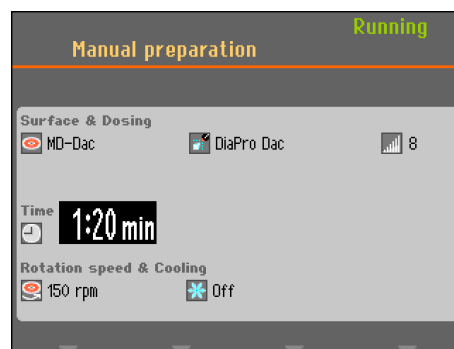 Running
Manual preparation
Surface & Dosing
MD-Dac DiaPro Dac 8
Time
1:20 min
Rotation speed & Cooling
150 rpm Off